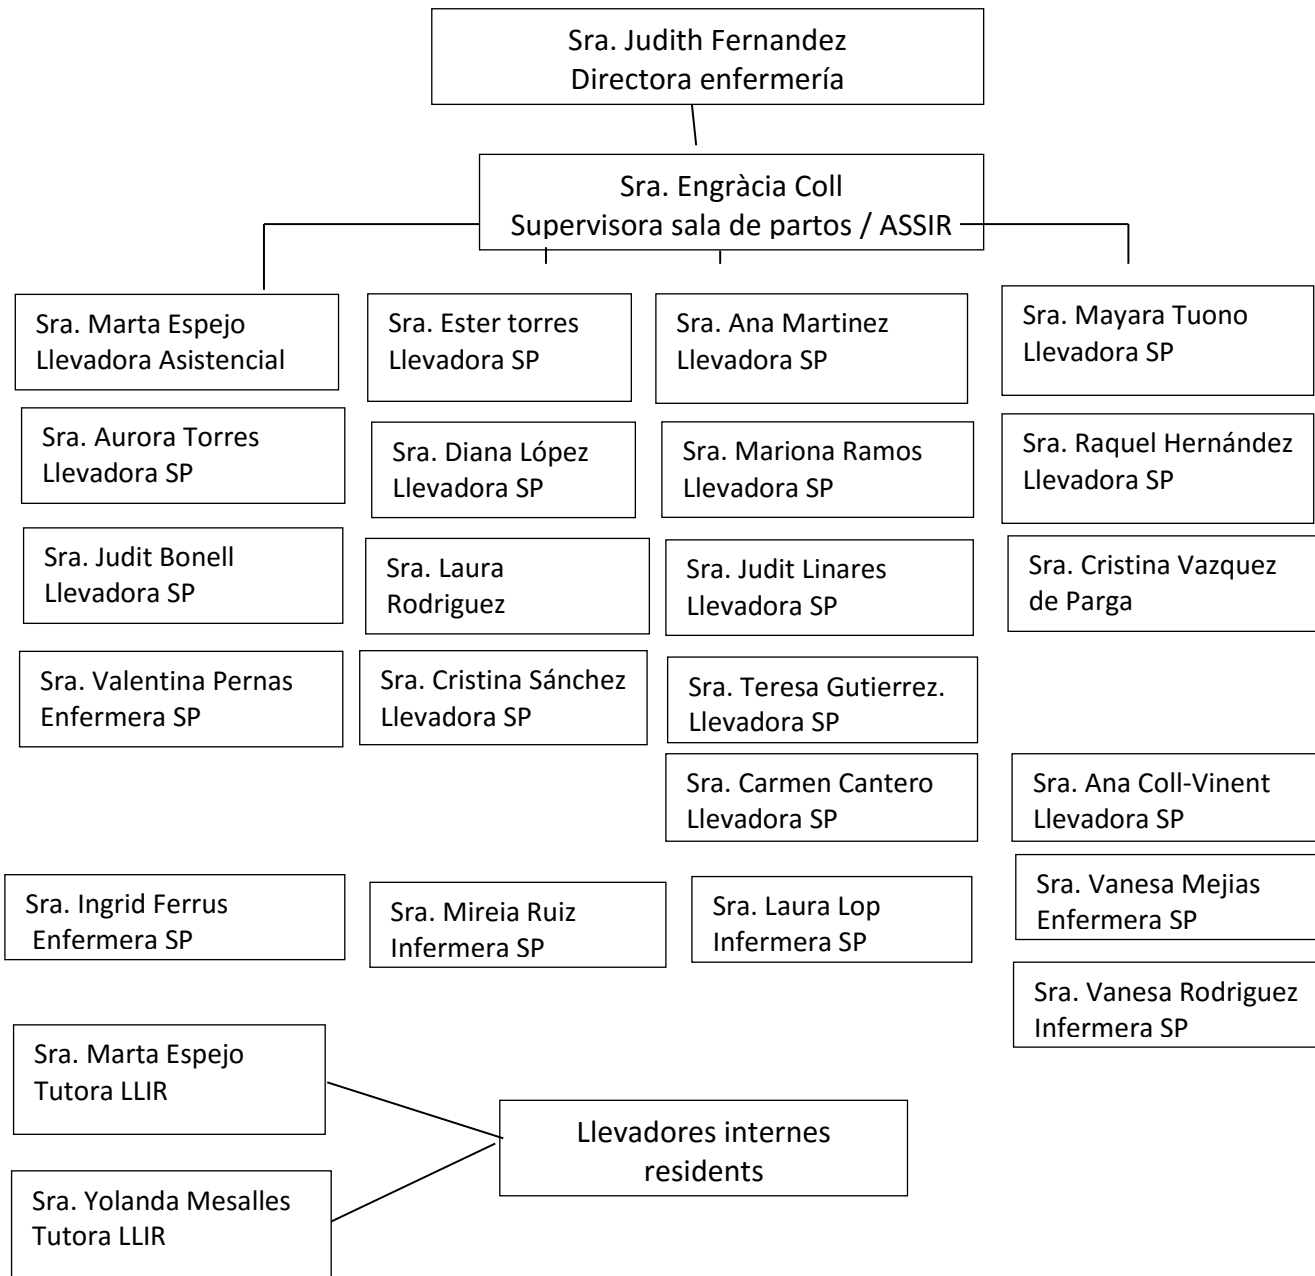 Sra. Judith Fernandez
Directora enfermería
Sra. Engràcia Coll
Supervisora sala de partos / ASSIR
Sra. Marta Espejo
Llevadora Asistencial
Sra. Ester torres
Llevadora SP
Sra. Ana Martinez
Llevadora SP
Sra. Mayara Tuono
Llevadora SP
Sra. Aurora Torres
Llevadora SP
Sra. Diana López
Llevadora SP
Sra. Mariona Ramos
Llevadora SP
Sra. Raquel Hernández
Llevadora SP
Sra. Judit Bonell
Llevadora SP
Sra. Laura
Rodriguez
Sra. Judit Linares
Llevadora SP
Sra. Cristina Vazquez
de Parga
Sra. Valentina Pernas
Enfermera SP
Sra. Cristina Sánchez
Llevadora SP
Sra. Teresa Gutierrez.
Llevadora SP
Sra. Carmen Cantero
Llevadora SP
Sra. Ana Coll-Vinent
Llevadora SP
Sra. Ingrid Ferrus
Enfermera SP
Sra. Mireia Ruiz
Infermera SP
Sra. Laura Lop
Infermera SP
Sra. Vanesa Mejias
Enfermera SP
Sra. Vanesa Rodriguez
Infermera SP
Sra. Marta Espejo
Tutora LLIR
Llevadores internes
residents
Sra. Yolanda Mesalles
Tutora LLIR